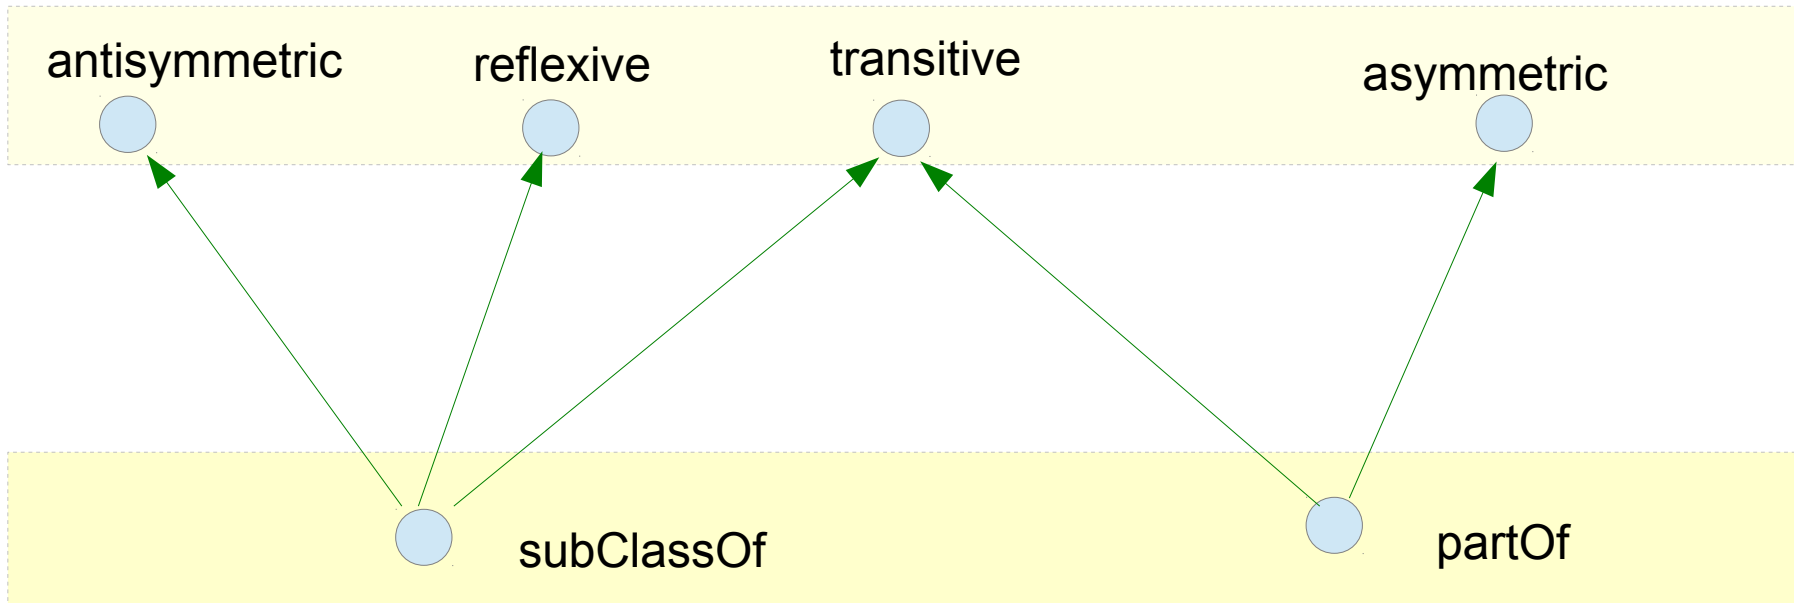 antisymmetric
reflexive
transitive
asymmetric
subClassOf
partOf